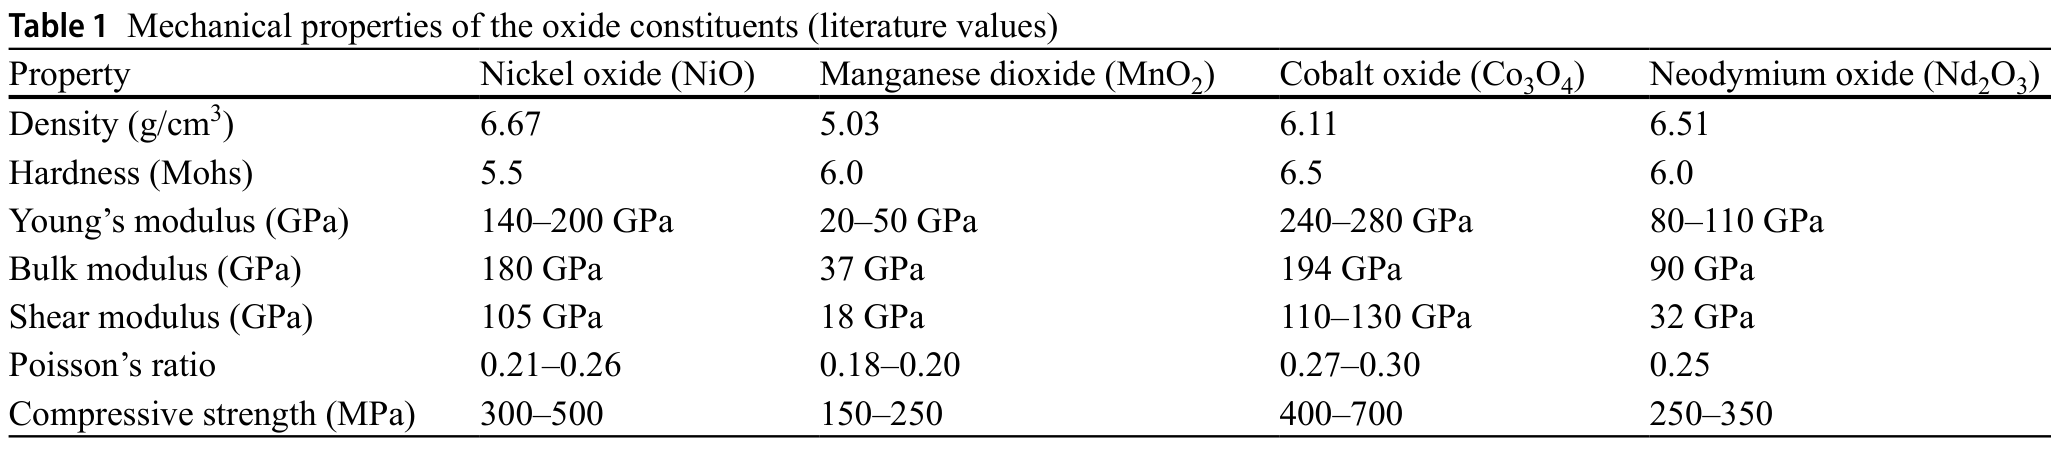 Table 1 Mechanical properties of the oxide constituents (literature values)
Property Nickel oxide (NiO) Manganese dioxide (MnO2) Cobalt oxide (Co3O4) Neodymium oxide (Nd2O3)
Density (g/cm3) 6.67 5.03 6.11 6.51
Hardness (Mohs) 5.5 6.0 6.5 6.0
Young’s modulus (GPa) 140–200 GPa 20–50 GPa 240–280 GPa 80–110 GPa
Bulk modulus (GPa) 180 GPa 37 GPa 194 GPa 90 GPa
Shear modulus (GPa) 105 GPa 18 GPa 110–130 GPa 32 GPa
Poisson’s ratio 0.21–0.26 0.18–0.20 0.27–0.30 0.25
Compressive strength (MPa) 300–500 150–250 400–700 250–350